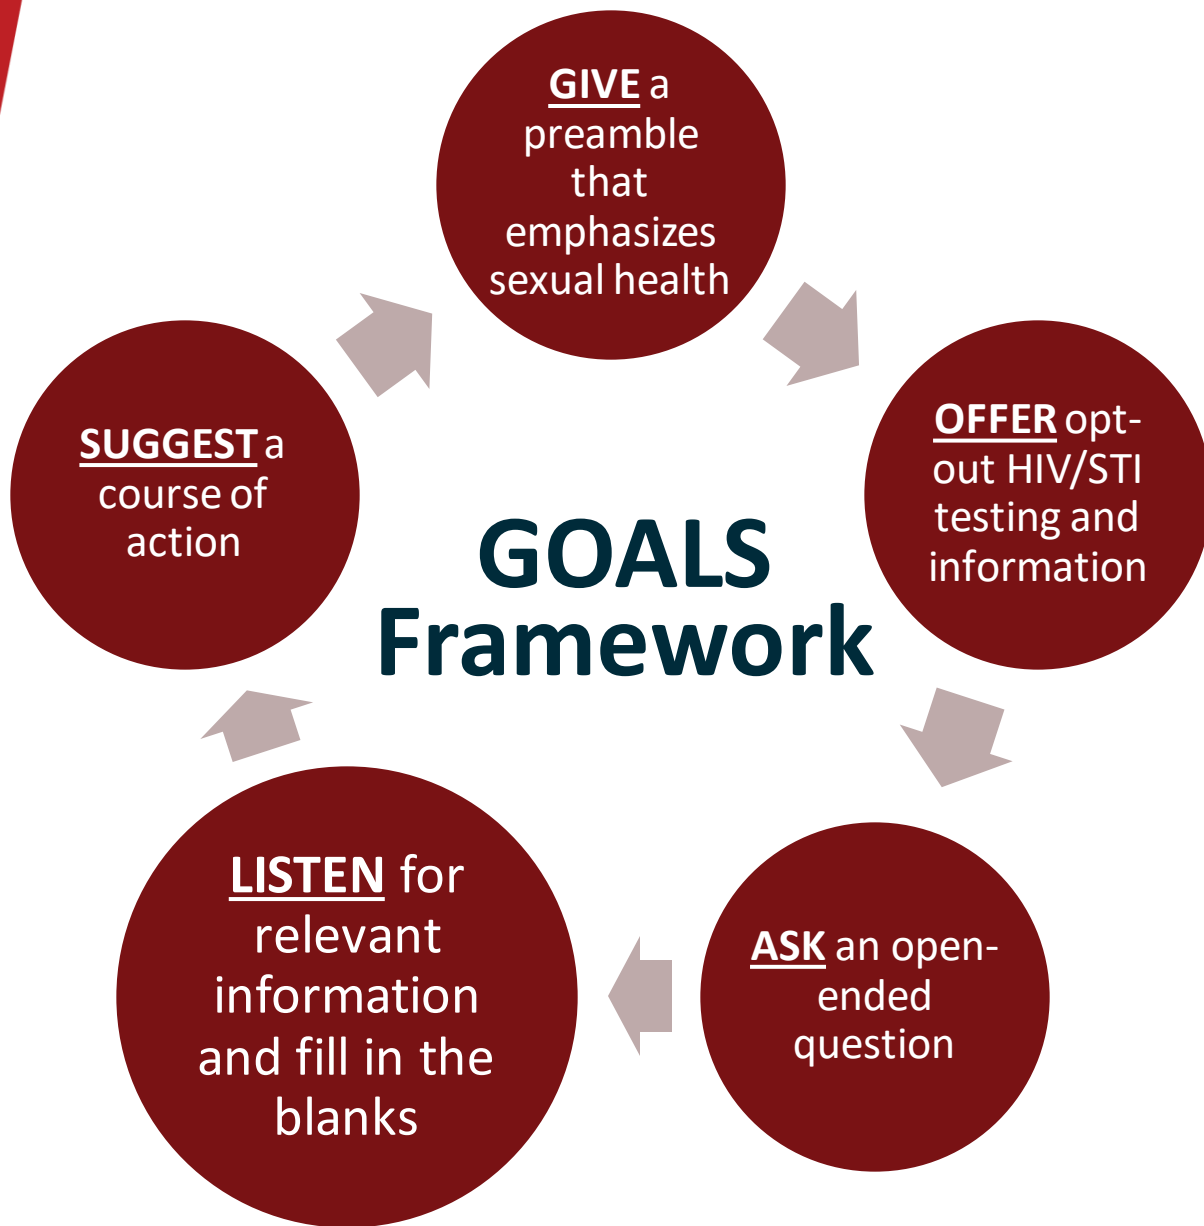 GIVE a
preamble
that
emphasizes
sexual health
OFFER opt-
out HIV/STI
testing and
information
ASK an open-
ended
question
LISTEN for
relevant
information
and fill in the
blanks
SUGGEST a
course of
action
GOALS
Framework